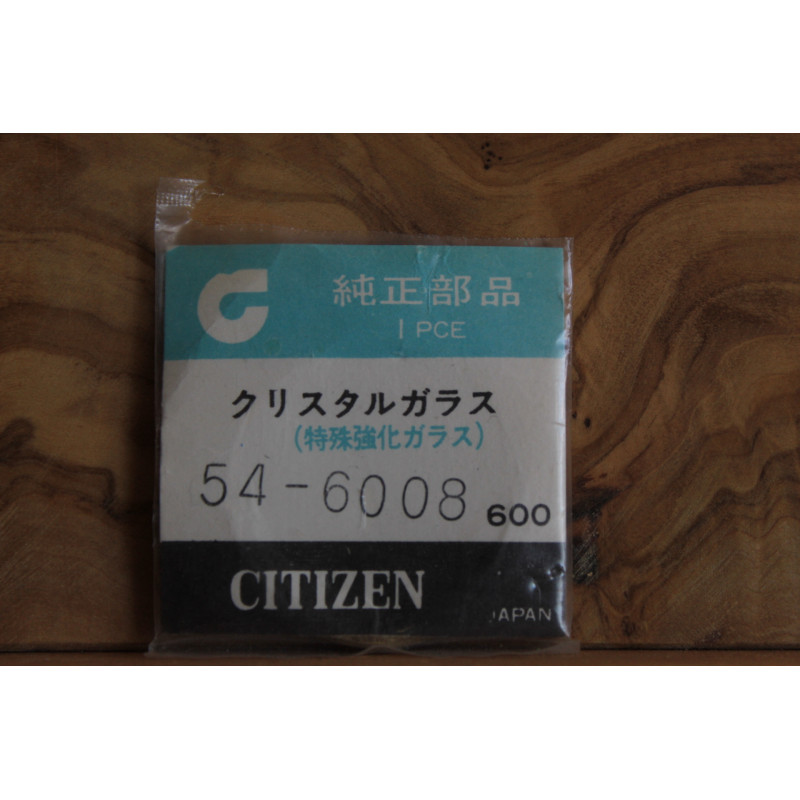 純正部品
1 PCE
クリスタルガラス
(特殊強化ガラス)
54-6008 600
CITIZEN
JAPAN